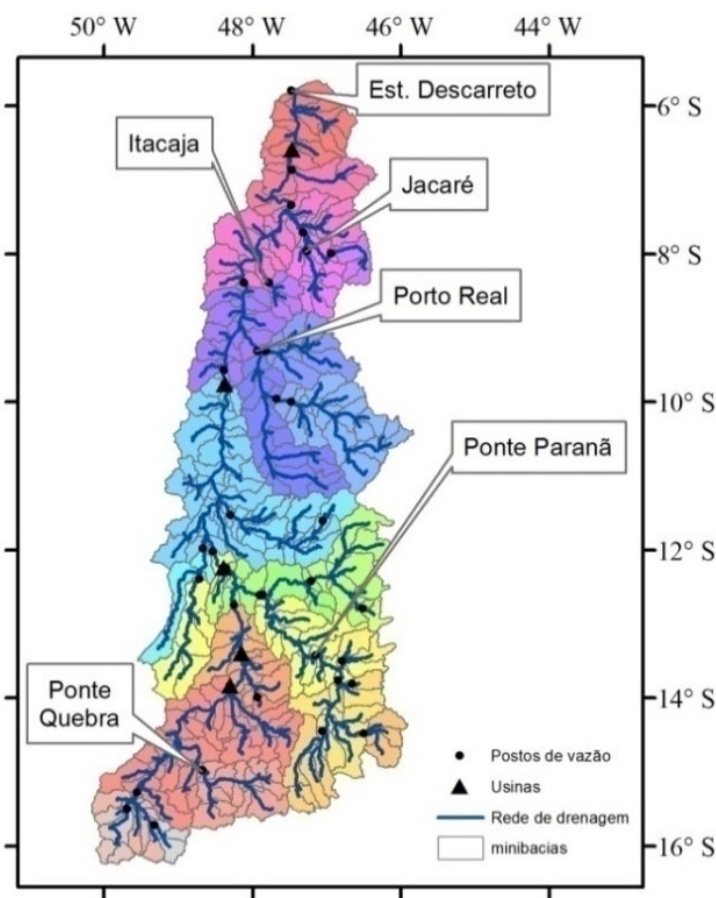 50° W 48° W 46° W 44° W
Est. Descarreto
6° S
Itacaja
Jacaré
8° S
Porto Real
10° S
Ponte Paranã
12° S
Ponte
Quebra
14° S
Postos de vazão
Usinas
Rede de drenagem
minibacias
16° S